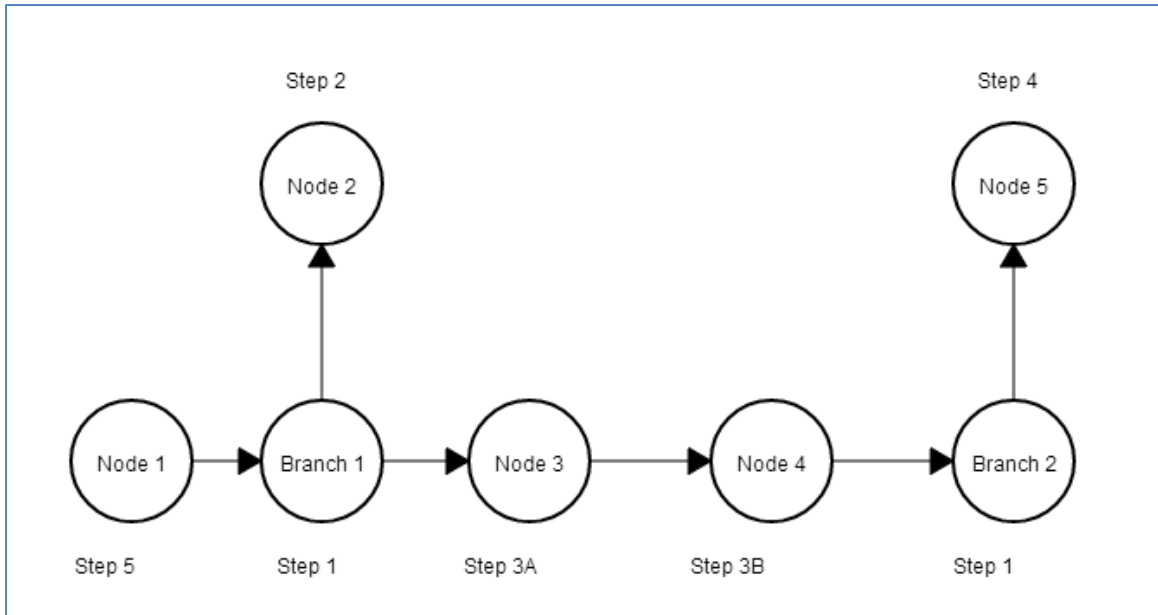 Step 2
Step 4
Node 2
Node 5
Node 1
Branch 1
Node 3
Node 4
Branch 2
Step 5
Step 1
Step 3A
Step 3B
Step 1